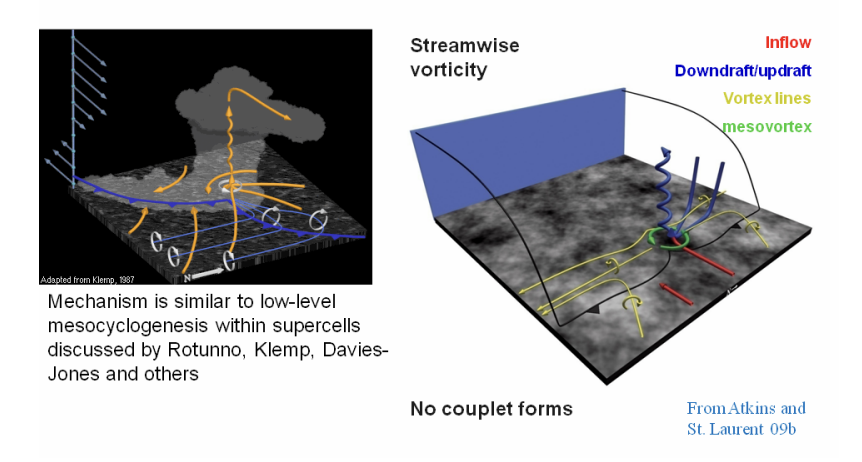 Streamwise
vorticity
Inflow
Downdraft/updraft
Vortex lines
mesovortex
N
Adapted from Klemp, 1987
Mechanism is similar to low-level
mesocyclogenesis within supercells
discussed by Rotunno, Klemp, Davies-
Jones and others
No couplet forms
From Atkins and
St. Laurent 09b